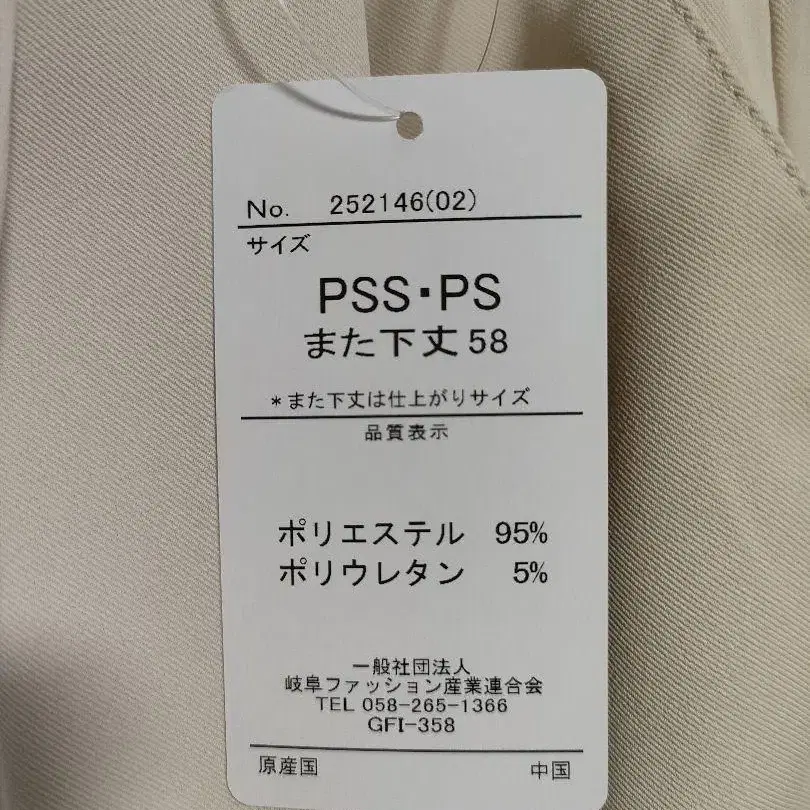 No. 252146(02)
サイズ
PSS・PS
また下丈58
*また下丈は仕上がりサイズ
品質表示
ポリエステル 95%
ポリウレタン 5%
一般社団法人
岐阜ファッション産業連合会
TEL 058-265-1366
GFI-358
原産国 中国